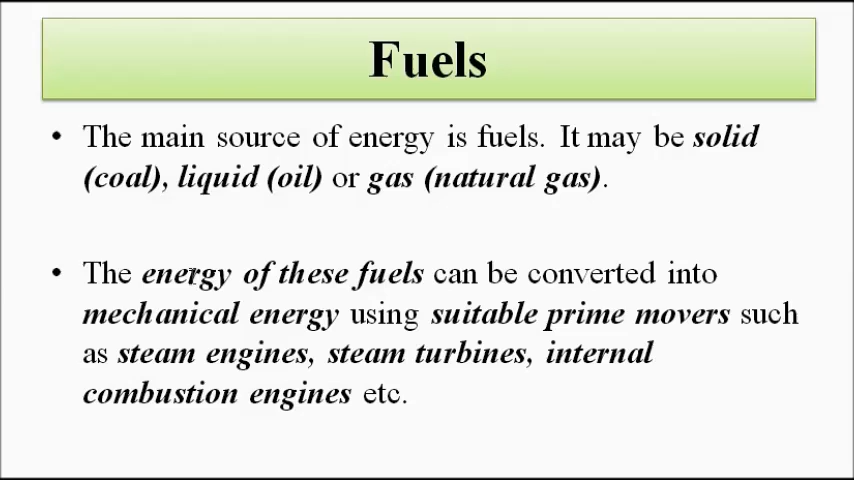 Fuels
• The main source of energy is fuels. It may be solid
(coal), liquid (oil) or gas (natural gas).
• The energy of these fuels can be converted into
mechanical energy using suitable prime movers such
as steam engines, steam turbines, internal
combustion engines etc.